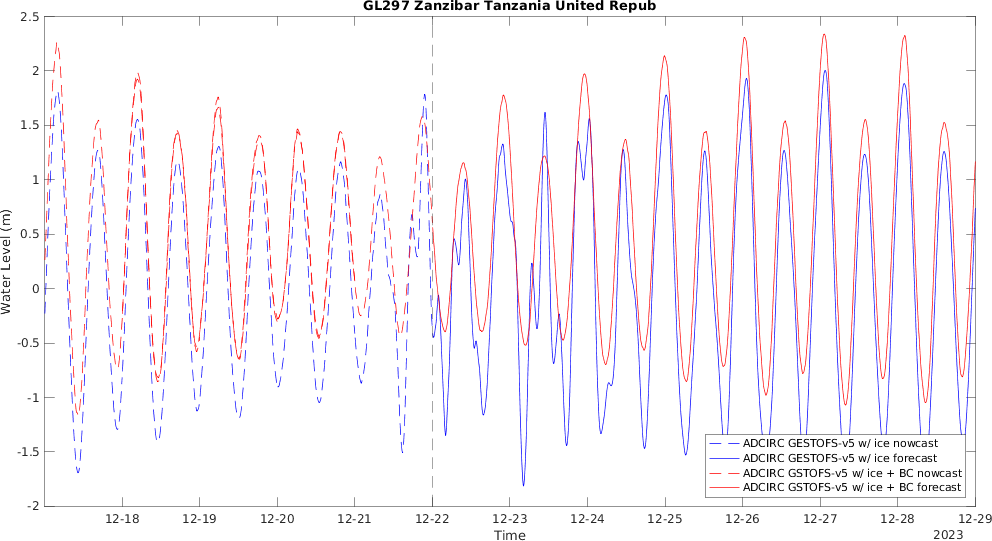 GL297 Zanzibar Tanzania United Repub
2.5
2
1.5
1
0.5
0
-0.5
-1
-1.5
-2
Water Level (m)
ADCIRC GESTOFS-v5 w/ ice nowcast
ADCIRC GESTOFS-v5 w/ ice forecast
ADCIRC GSTOFS-v5 w/ ice + BC nowcast
ADCIRC GSTOFS-v5 w/ ice + BC forecast
12-18 12-19 12-20 12-21 12-22 12-23 12-24 12-25 12-26 12-27 12-28 12-29
Time
2023